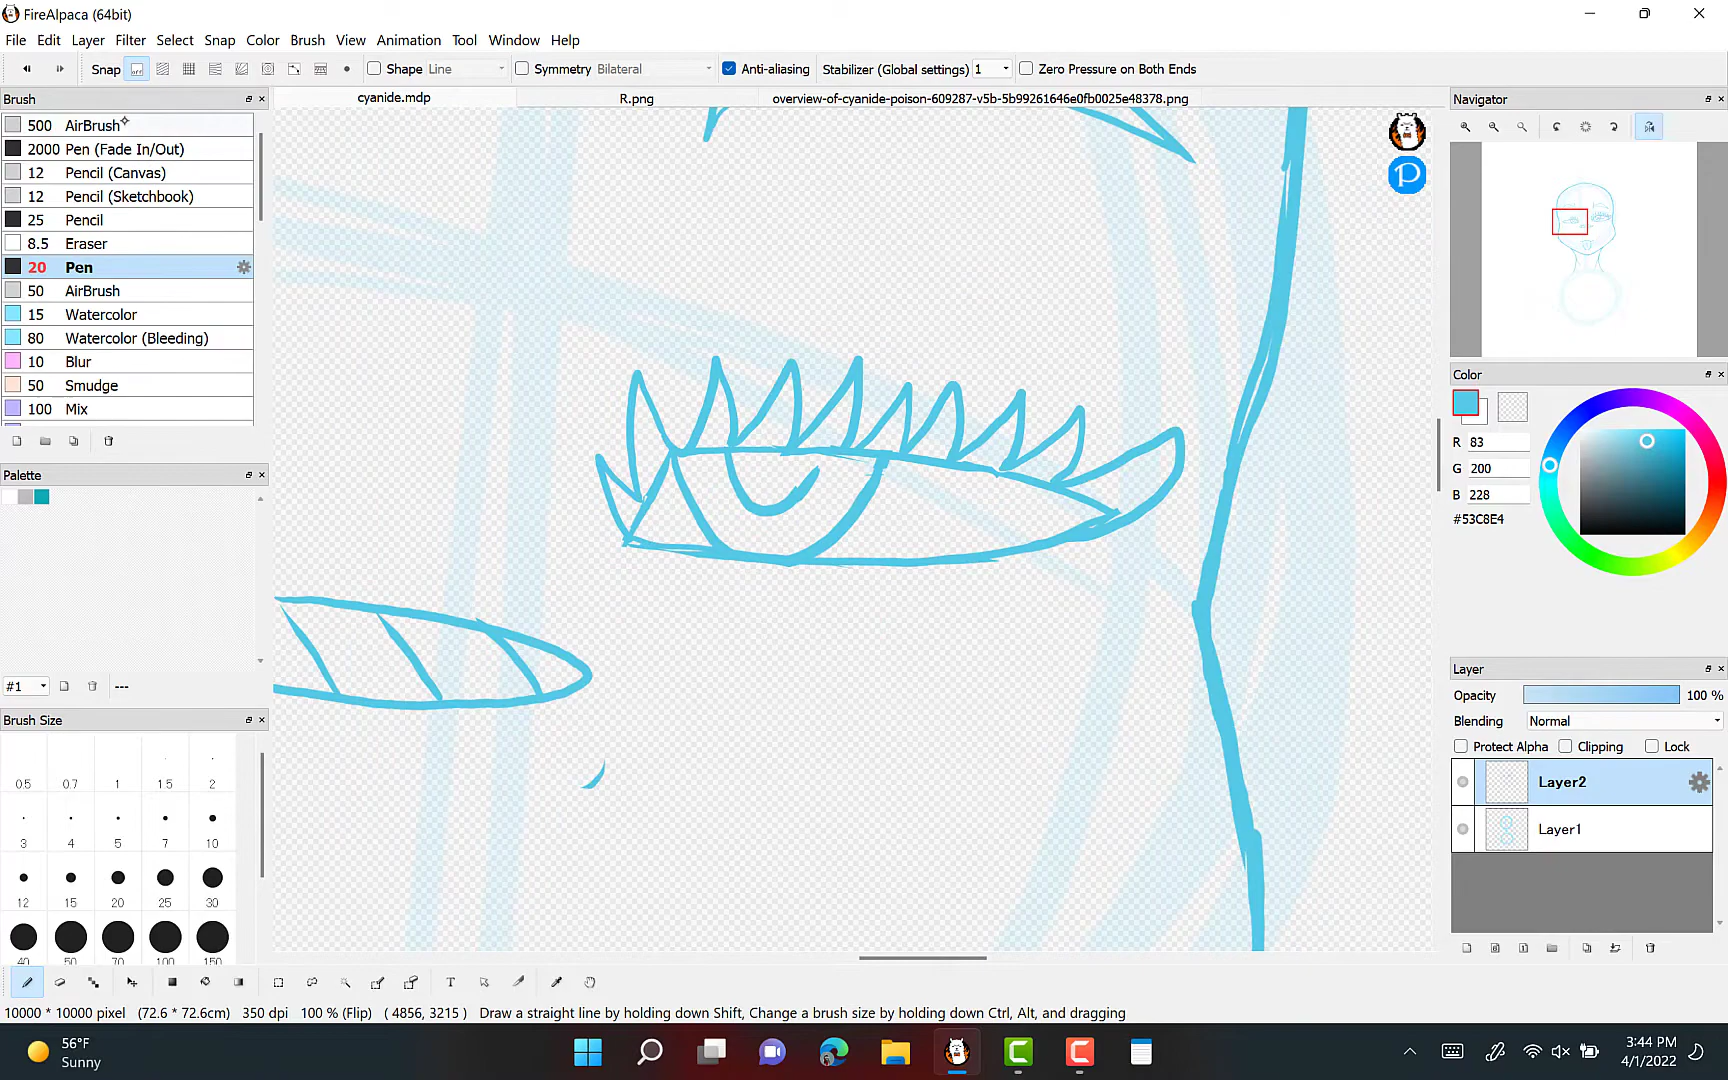 FireAlpaca (64bit)
File Edit Layer Filter Select Snap Color Brush View Animation Tool Window Help
Snap off Shape Line Symmetry Bilateral Anti-aliasing Stabilizer (Global settings) 1 Zero Pressure on Both Ends
Brush
cyanide.mdp R.png overview-of-cyanide-poison-609287-v5b-5b99261646e0fb0025e48378.png
Navigator
500 AirBrush
2000 Pen (Fade In/Out)
12 Pencil (Canvas)
12 Pencil (Sketchbook)
25 Pencil
8.5 Eraser
20 Pen
50 AirBrush
15 Watercolor
80 Watercolor (Bleeding)
10 Blur
50 Smudge
100 Mix
P
Color
R 83
G 200
B 228
#53C8E4
Palette
#1 ---
Brush Size
0.5 0.7 1 1.5 2
3 4 5 7 10
12 15 20 25 30
40 50 70 100 150
Layer
Opacity 100 %
Blending Normal
Protect Alpha Clipping Lock
Layer2
Layer1
T
10000 * 10000 pixel (72.6 * 72.6cm) 350 dpi 100 % (Flip) ( 4856, 3215 ) Draw a straight line by holding down Shift, Change a brush size by holding down Ctrl, Alt, and dragging
56°F
Sunny
C C
3:44 PM
4/1/2022